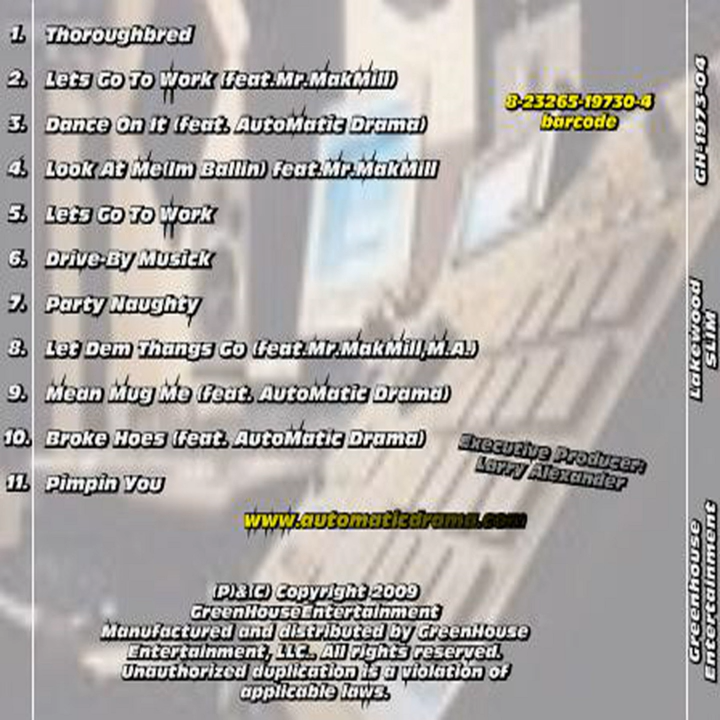 1. Thoroughbred
2. Lets Go To Work (feat.Mr.MakMill)
3. Dance On It (feat. AutoMatic Drama)
4. Look At Me(Im Ballin) feat.Mr.MakMill
5. Lets Go To Work
6. Drive-By Musick
7. Party Naughty
8. Let Dem Thangs Go (feat.Mr.MakMill,M.A.)
9. Mean Mug Me (feat. AutoMatic Drama)
10. Broke Hoes (feat. AutoMatic Drama)
11. Pimpin You
8-23265-19730-4
barcode
Executive Producer:
Larry Alexander
www.automaticdrama.com
(P)&(C) Copyright 2009
GreenHouseEntertainment
Manufactured and distributed by GreenHouse
Entertainment, LLC.. All rights reserved.
Unauthorized duplication is a violation of
applicable laws.
GH-1973-04
Lakewood
SLIM
Greenhouse
Entertainment